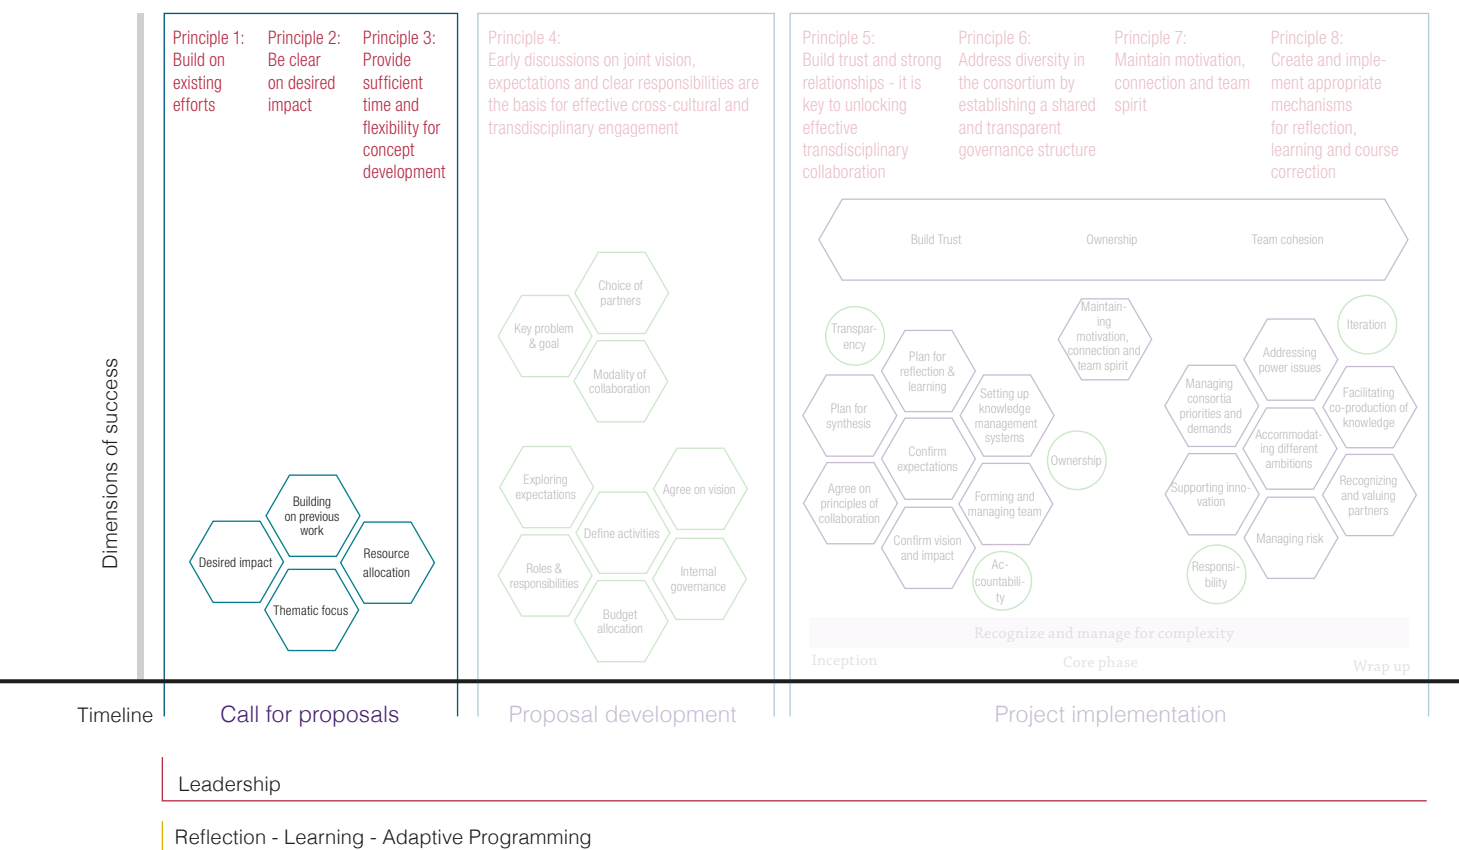 Principle 1:
Build on
existing
efforts
Principle 2:
Be clear
on desired
impact
Principle 3:
Provide
sufficient
time and
flexibility for
concept
development
Principle 4:
Early discussions on joint vision,
expectations and clear responsibilities are
the basis for effective cross-cultural and
transdisciplinary engagement
Principle 5:
Build trust and strong
relationships - it is
key to unlocking
effective
transdisciplinary
collaboration
Principle 6:
Address diversity in
the consortium by
establishing a shared
and transparent
governance structure
Principle 7:
Maintain motivation,
connection and team
spirit
Principle 8:
Create and imple-
ment appropriate
mechanisms
for reflection,
learning and course
correction
Dimensions of success
Building
on previous
work
Desired impact
Resource
allocation
Thematic focus
Choice of
partners
Key problem
& goal
Modality of
collaboration
Exploring
expectations
Agree on vision
Define activities
Roles &
responsibilities
Internal
governance
Budget
allocation
Build Trust
Ownership
Team cohesion
Transpar-
ency
Plan for
reflection &
learning
Plan for
synthesis
Setting up
knowledge
management
systems
Confirm
expectations
Agree on
principles of
collaboration
Forming and
managing team
Confirm vision
and impact
Ac-
countabili-
ty
Maintain-
ing
motivation,
connection and
team spirit
Ownership
Iteration
Addressing
power issues
Managing
consortia
priorities and
demands
Facilitating
co-production of
knowledge
Accommodat-
ing different
ambitions
Supporting inno-
vation
Recognizing
and valuing
partners
Managing risk
Responsi-
bility
Recognize and manage for complexity
Inception
Core phase
Wrap up
Timeline
Call for proposals
Proposal development
Project implementation
Leadership
Reflection - Learning - Adaptive Programming